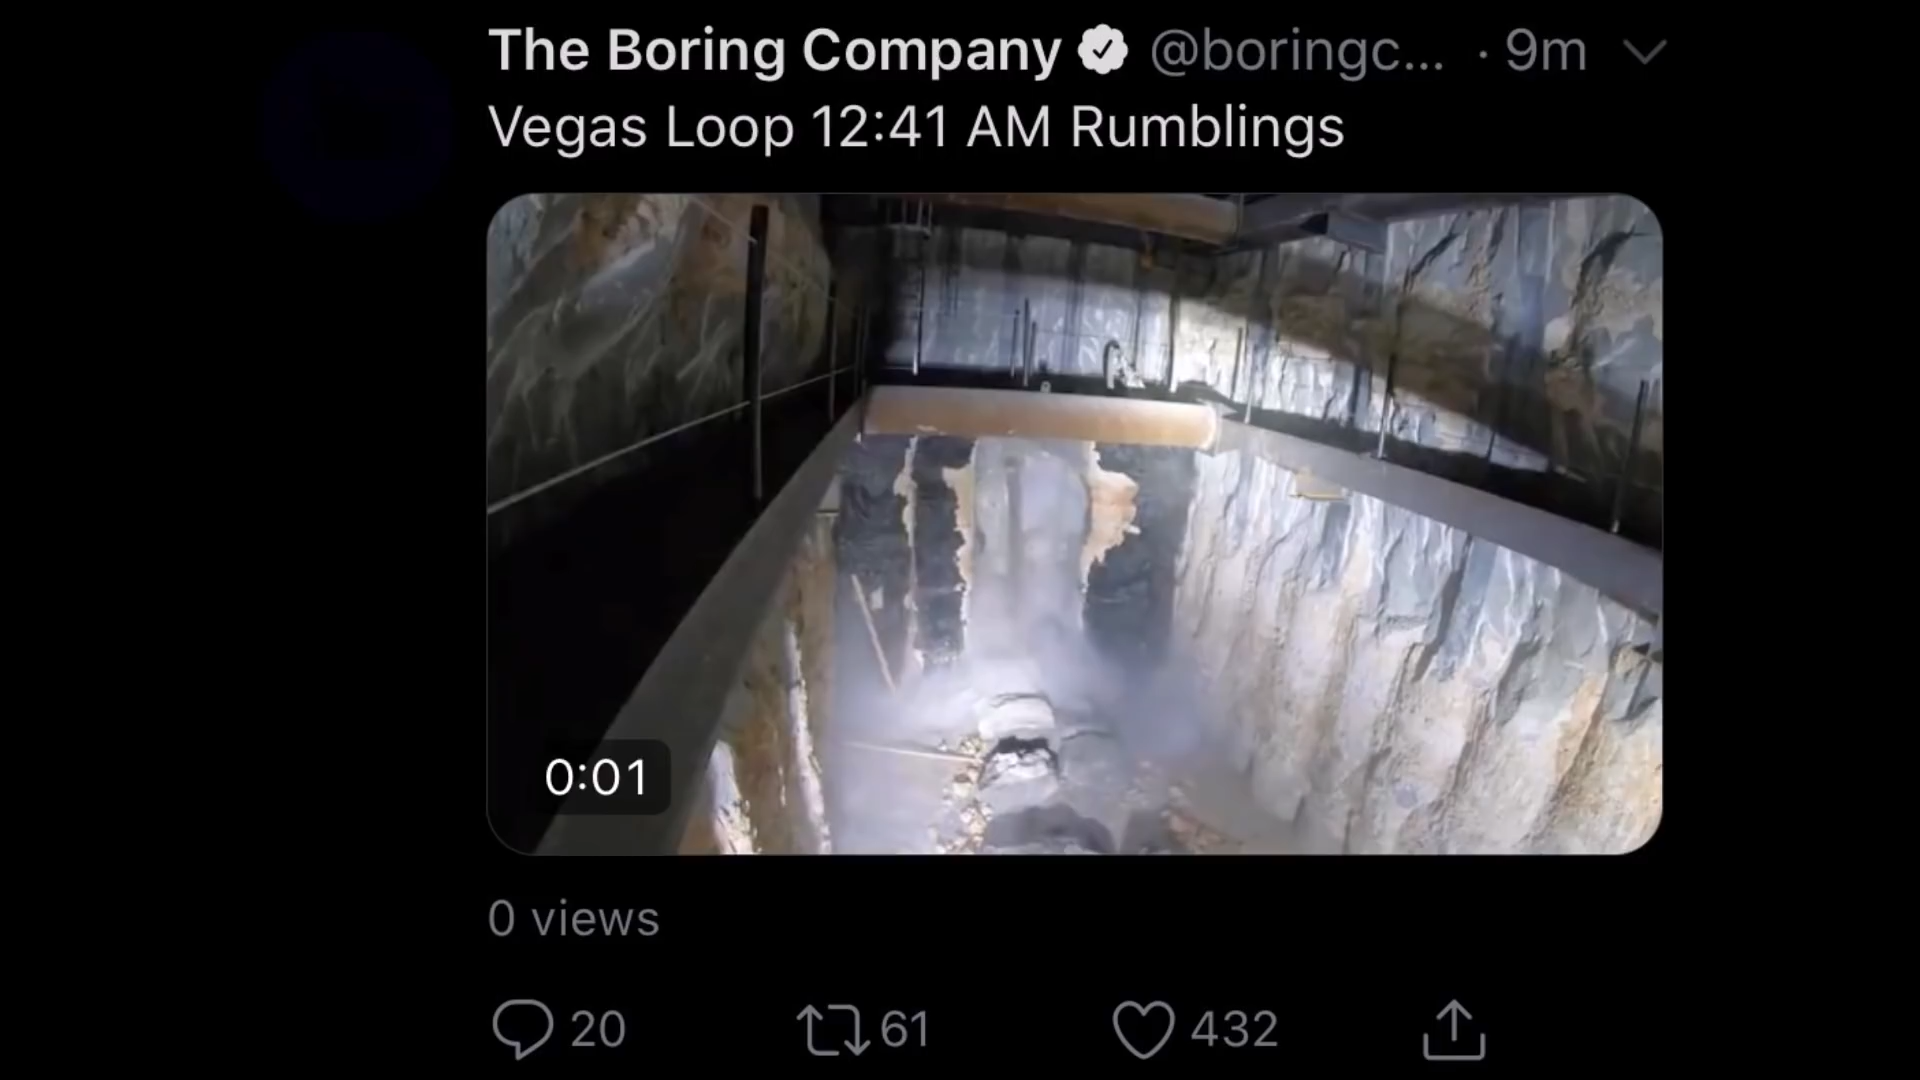 The Boring Company @boringc... · 9m
Vegas Loop 12:41 AM Rumblings
0:01
0 views
20 61 432